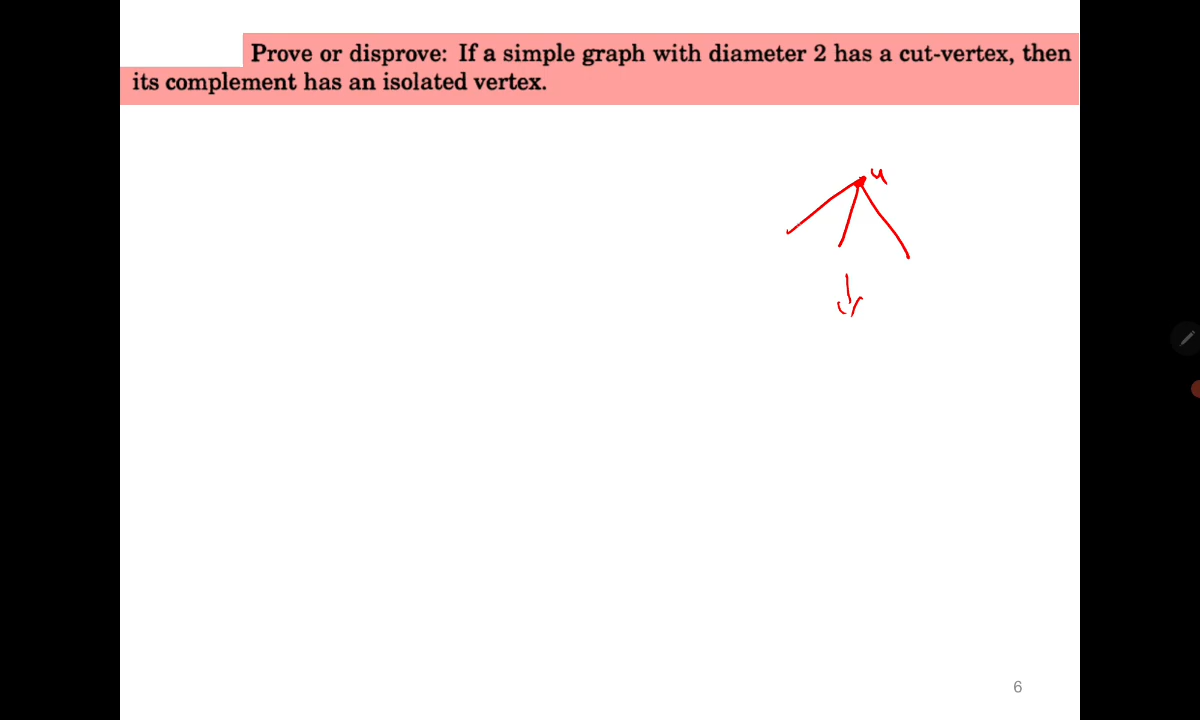 Prove or disprove: If a simple graph with diameter 2 has a cut-vertex, then
its complement has an isolated vertex.
u
6